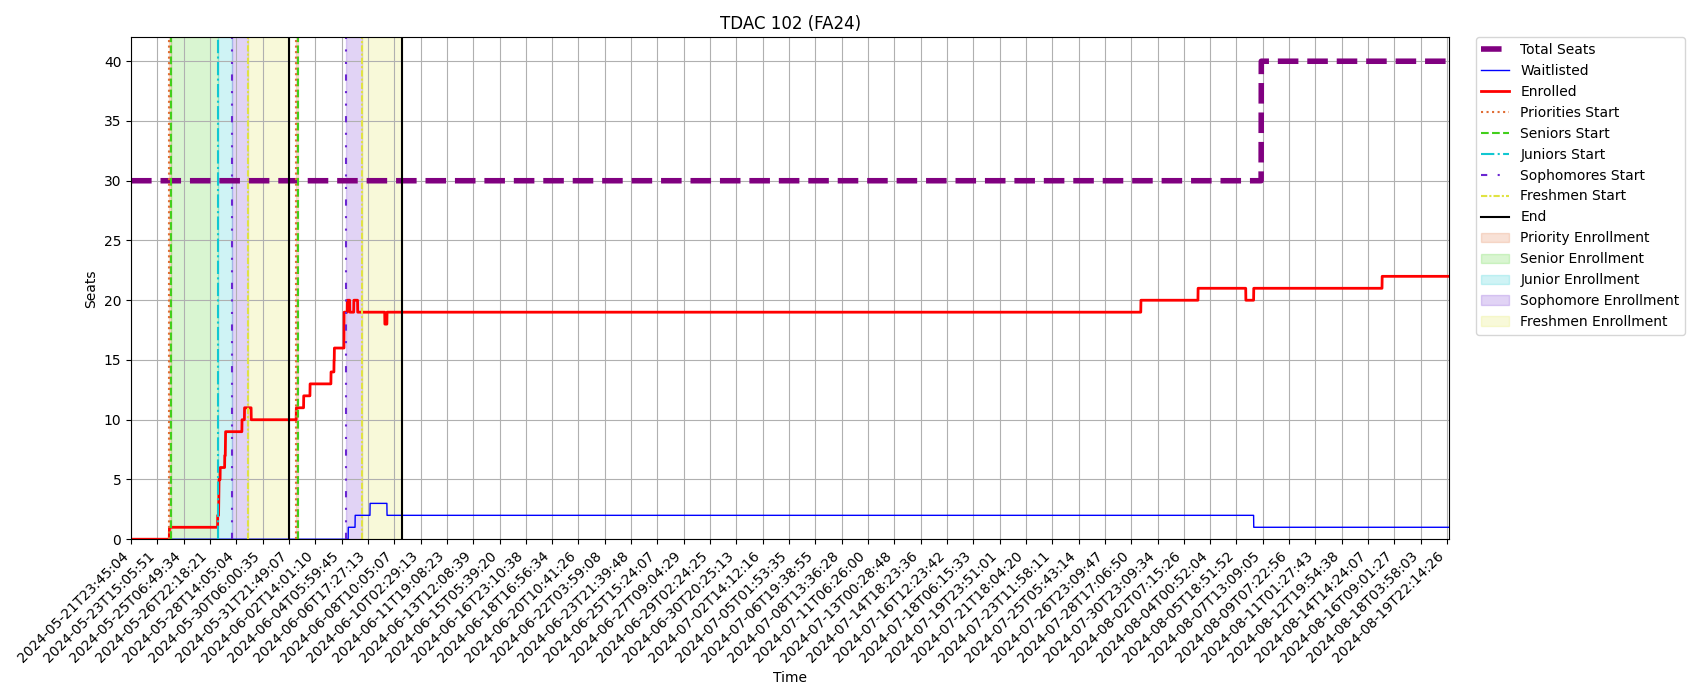 TDAC 102 (FA24)
Seats
40
35
30
25
20
15
10
5
0
2024-05-21T23:45:04
2024-05-23T15:05:51
2024-05-25T06:49:34
2024-05-26T22:18:21
2024-05-28T14:05:04
2024-05-30T06:00:35
2024-05-31T21:49:07
2024-06-02T14:01:10
2024-06-04T05:59:45
2024-06-06T17:27:13
2024-06-08T10:05:07
2024-06-10T02:29:13
2024-06-11T19:08:23
2024-06-13T12:08:39
2024-06-15T05:39:20
2024-06-16T23:10:38
2024-06-18T16:56:34
2024-06-20T10:41:26
2024-06-22T03:59:08
2024-06-23T21:39:48
2024-06-25T15:24:07
2024-06-27T09:04:29
2024-06-29T02:24:25
2024-06-30T20:25:13
2024-07-02T14:12:16
2024-07-05T01:53:35
2024-07-06T19:38:55
2024-07-08T13:36:28
2024-07-11T06:26:00
2024-07-13T00:28:48
2024-07-14T18:23:36
2024-07-16T12:23:42
2024-07-18T06:15:33
2024-07-19T23:51:01
2024-07-21T18:04:20
2024-07-23T11:58:11
2024-07-25T05:43:14
2024-07-26T23:09:47
2024-07-28T17:06:50
2024-07-30T23:09:34
2024-08-02T07:15:26
2024-08-04T00:52:04
2024-08-05T18:51:52
2024-08-07T13:09:05
2024-08-09T07:22:56
2024-08-11T01:27:43
2024-08-12T19:54:38
2024-08-14T14:24:07
2024-08-16T09:01:27
2024-08-18T03:58:03
2024-08-19T22:14:26
Time
Total Seats
Waitlisted
Enrolled
Priorities Start
Seniors Start
Juniors Start
Sophomores Start
Freshmen Start
End
Priority Enrollment
Senior Enrollment
Junior Enrollment
Sophomore Enrollment
Freshmen Enrollment